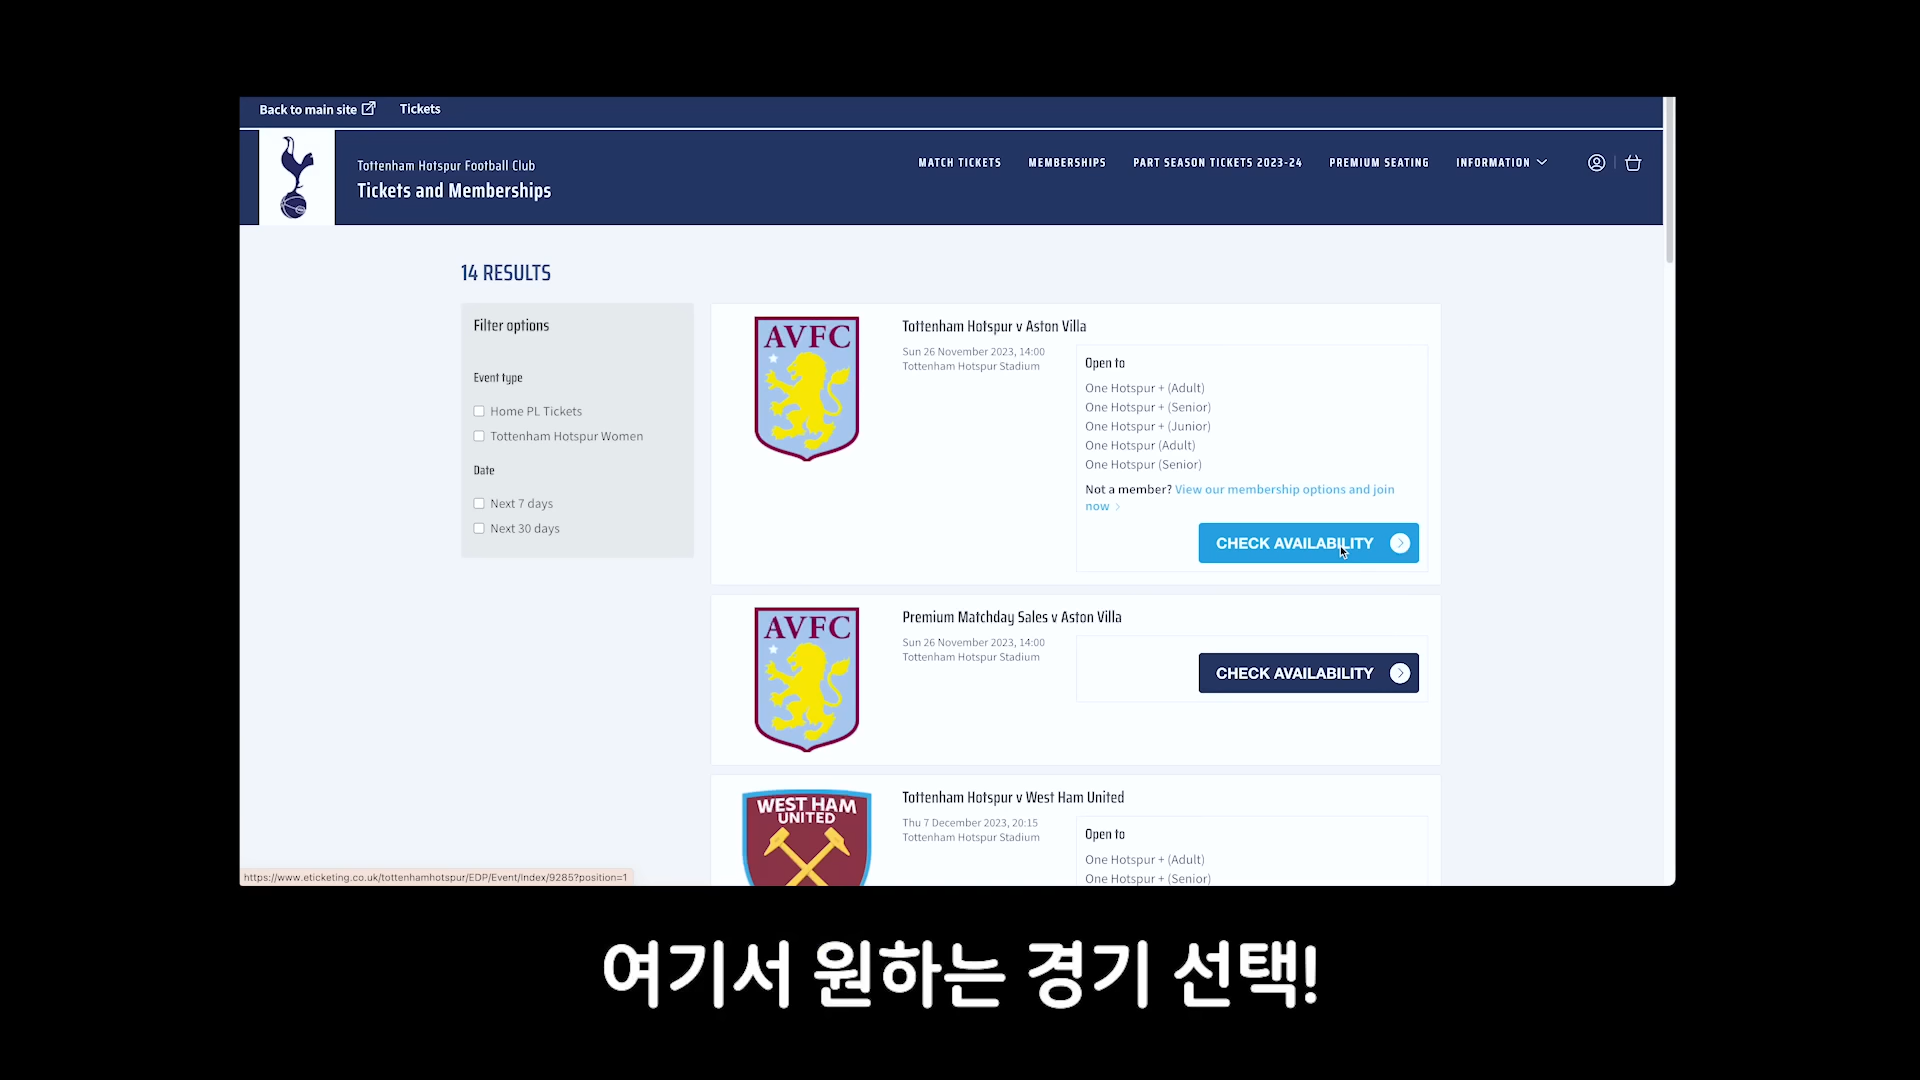 Back to main site
Tickets
Tottenham Hotspur Football Club
Tickets and Memberships
MATCH TICKETS
MEMBERSHIPS
PART SEASON TICKETS 2023-24
PREMIUM SEATING
INFORMATION
14 RESULTS
Filter options
Event type
Home PL Tickets
Tottenham Hotspur Women
Date
Next 7 days
Next 30 days
AVFC
Tottenham Hotspur v Aston Villa
Sun 26 November 2023, 14:00
Tottenham Hotspur Stadium
Open to
One Hotspur + (Adult)
One Hotspur + (Senior)
One Hotspur + (Junior)
One Hotspur (Adult)
One Hotspur (Senior)
Not a member? View our membership options and join
now
CHECK AVAILABILITY
AVFC
Premium Matchday Sales v Aston Villa
Sun 26 November 2023, 14:00
Tottenham Hotspur Stadium
CHECK AVAILABILITY
WEST HAM
UNITED
Tottenham Hotspur v West Ham United
Thu 7 December 2023, 20:15
Tottenham Hotspur Stadium
Open to
One Hotspur + (Adult)
One Hotspur + (Senior)
https://www.eticketing.co.uk/tottenhamhotspur/EDP/Event/Index/9285?position=1
여기서 원하는 경기 선택!